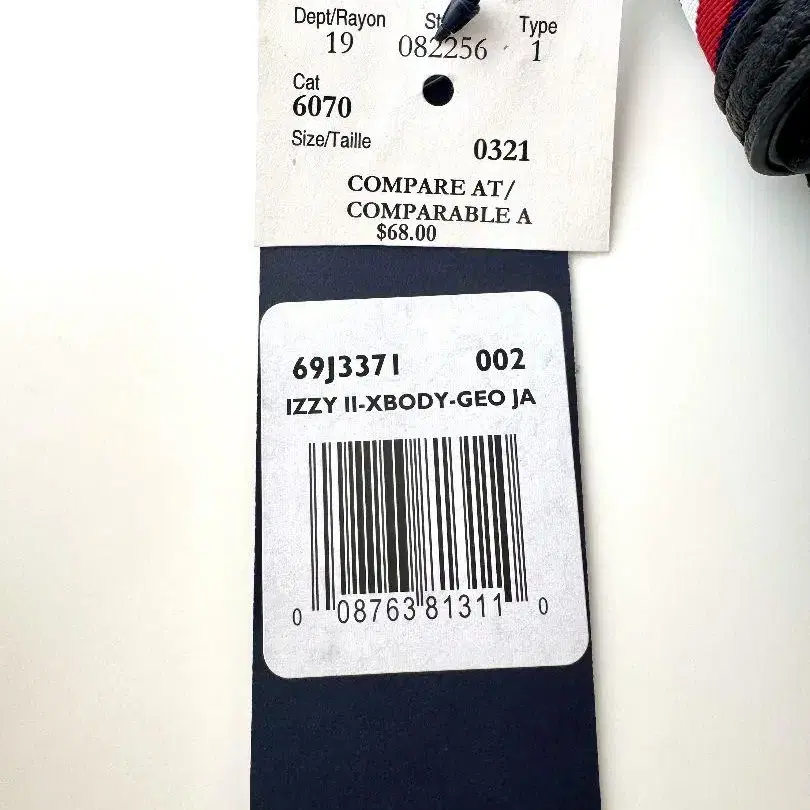 Dept/Rayon St Type
19 082256 1
Cat
6070
Size/Taille 0321
COMPARE AT/
COMPARABLE A
$68.00
69J3371 002
IZZY II-XBODY-GEO JA
0 08763 81311 0